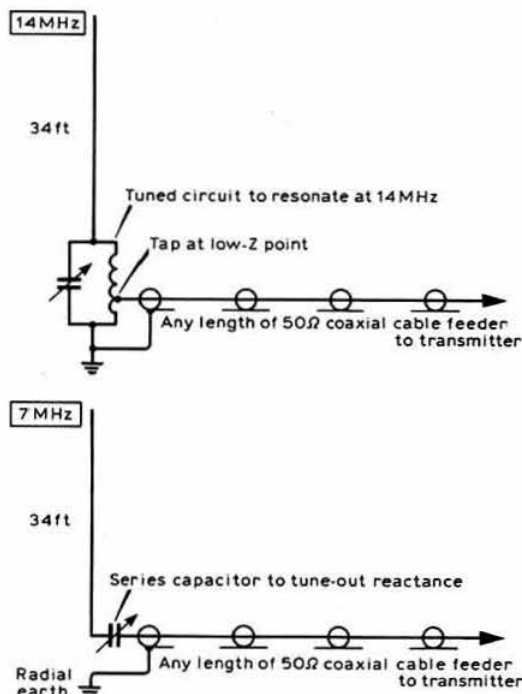 14MHz
34ft
Tuned circuit to resonate at 14MHz
Tap at low-Z point
Any length of 50Ω coaxial cable feeder
to transmitter
7MHz
34ft
Series capacitor to tune-out reactance
Any length of 50Ω coaxial cable feeder
to transmitter
Radial
earth